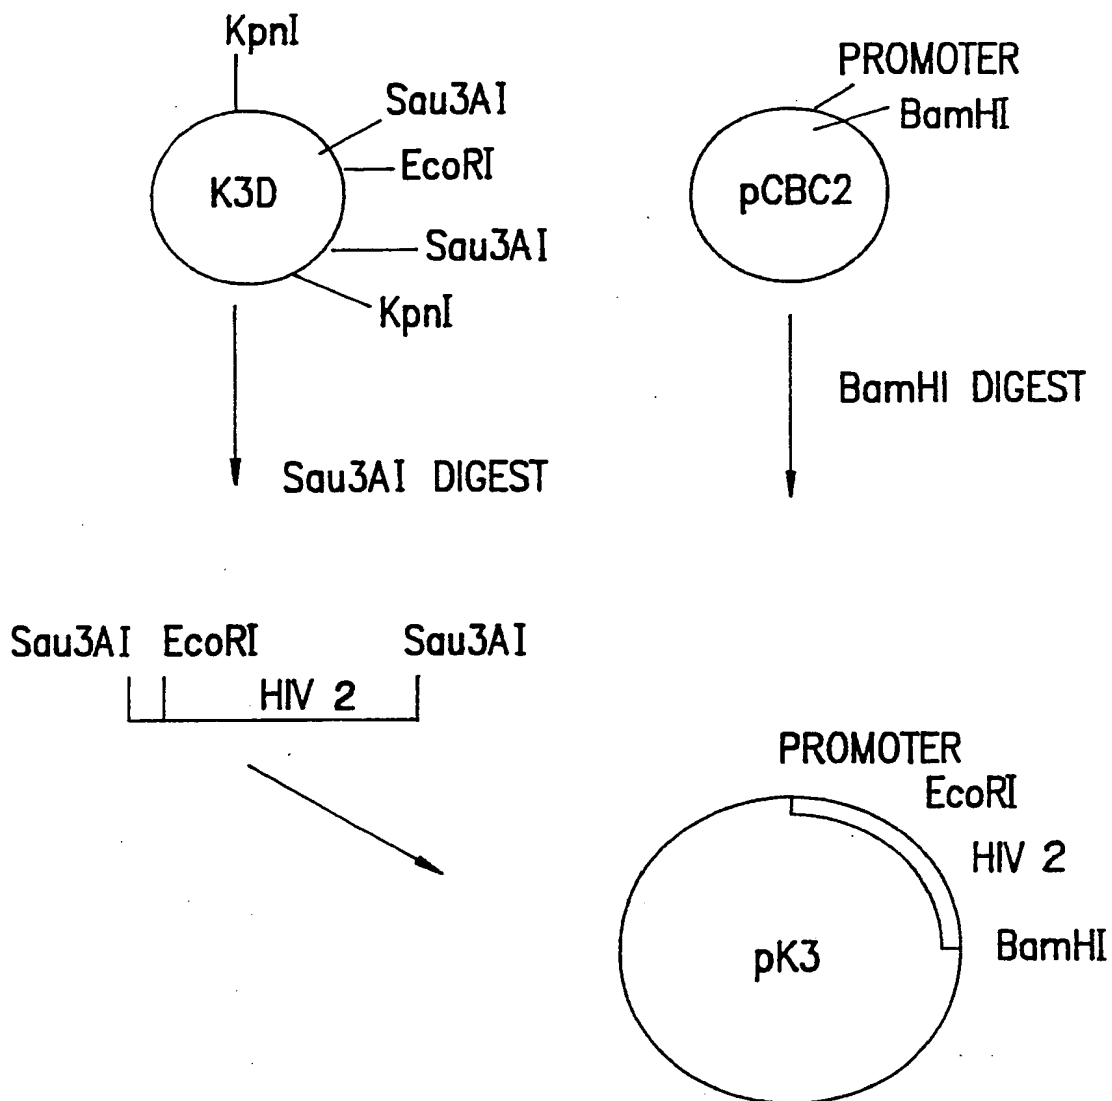 KpnI
Sau3AI
EcoRI
K3D
Sau3AI
KpnI
PROMOTER
BamHI
pCBC2
BamHI DIGEST
Sau3AI DIGEST
Sau3AI EcoRI Sau3AI
HIV 2
PROMOTER
EcoRI
HIV 2
BamHI
pK3